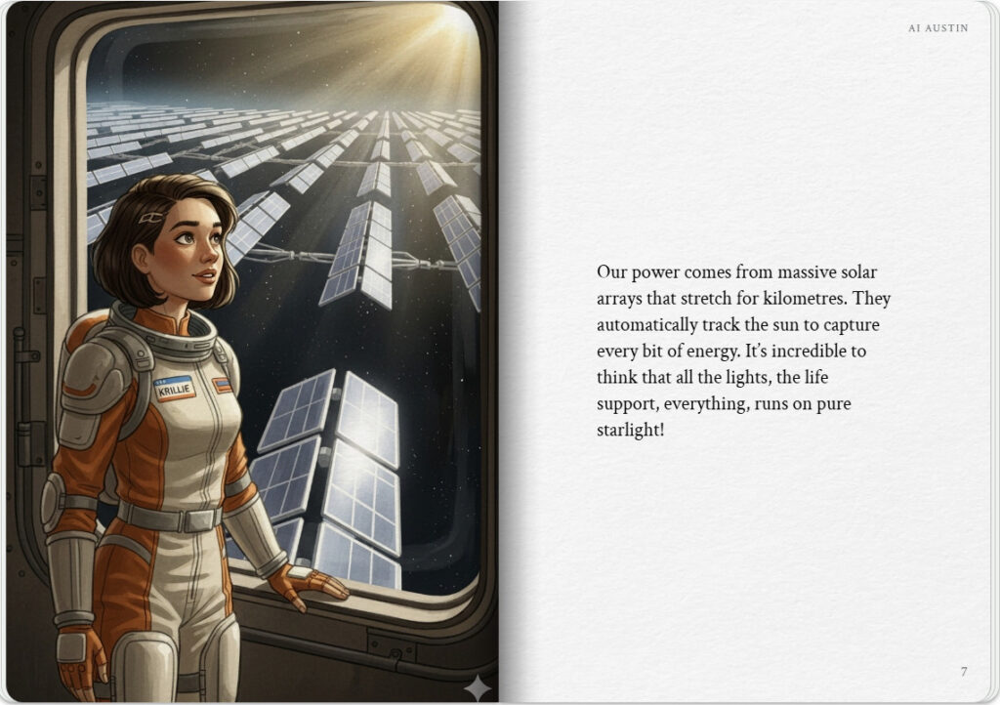 KRILLIE
AI AUSTIN
Our power comes from massive solar
arrays that stretch for kilometres. They
automatically track the sun to capture
every bit of energy. It’s incredible to
think that all the lights, the life
support, everything, runs on pure
starlight!
7